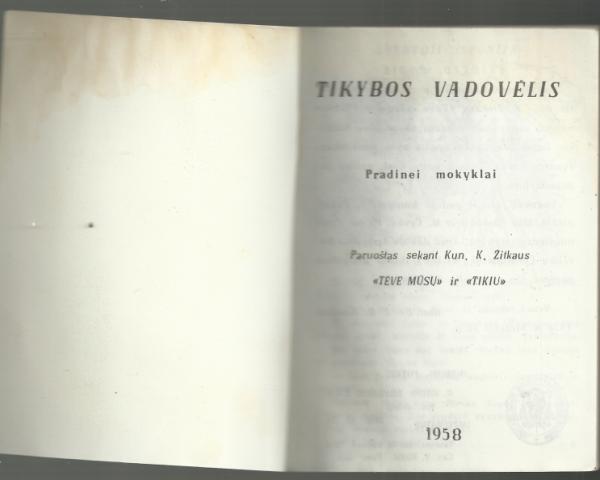 TIKYBOS VADOVĖLIS
Pradinei mokyklai
Paruoštas sekant Kun. K. Žitkaus
«TĖVE MŪSŲ» ir «TIKIU»
1958